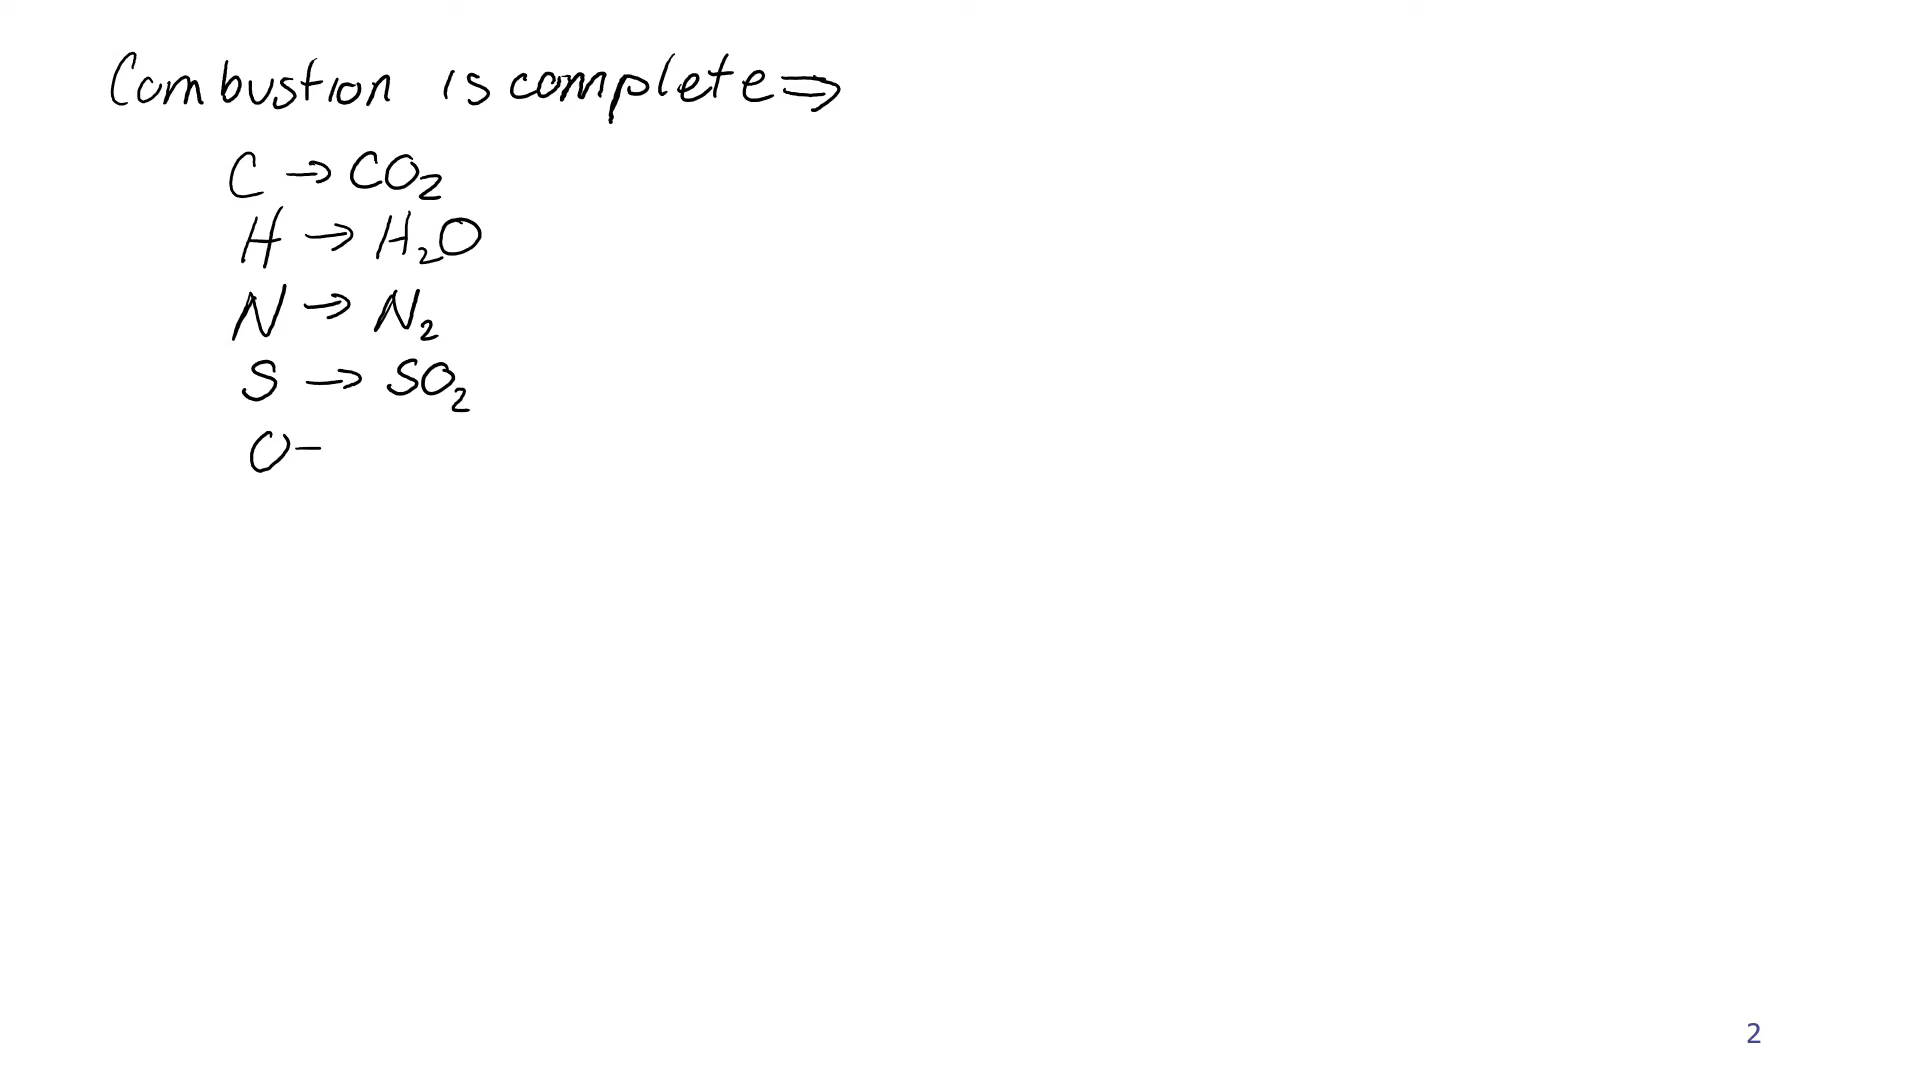 Combustion is complete ⇒
C → CO₂
H → H₂O
N → N₂
S → SO₂
O -
2